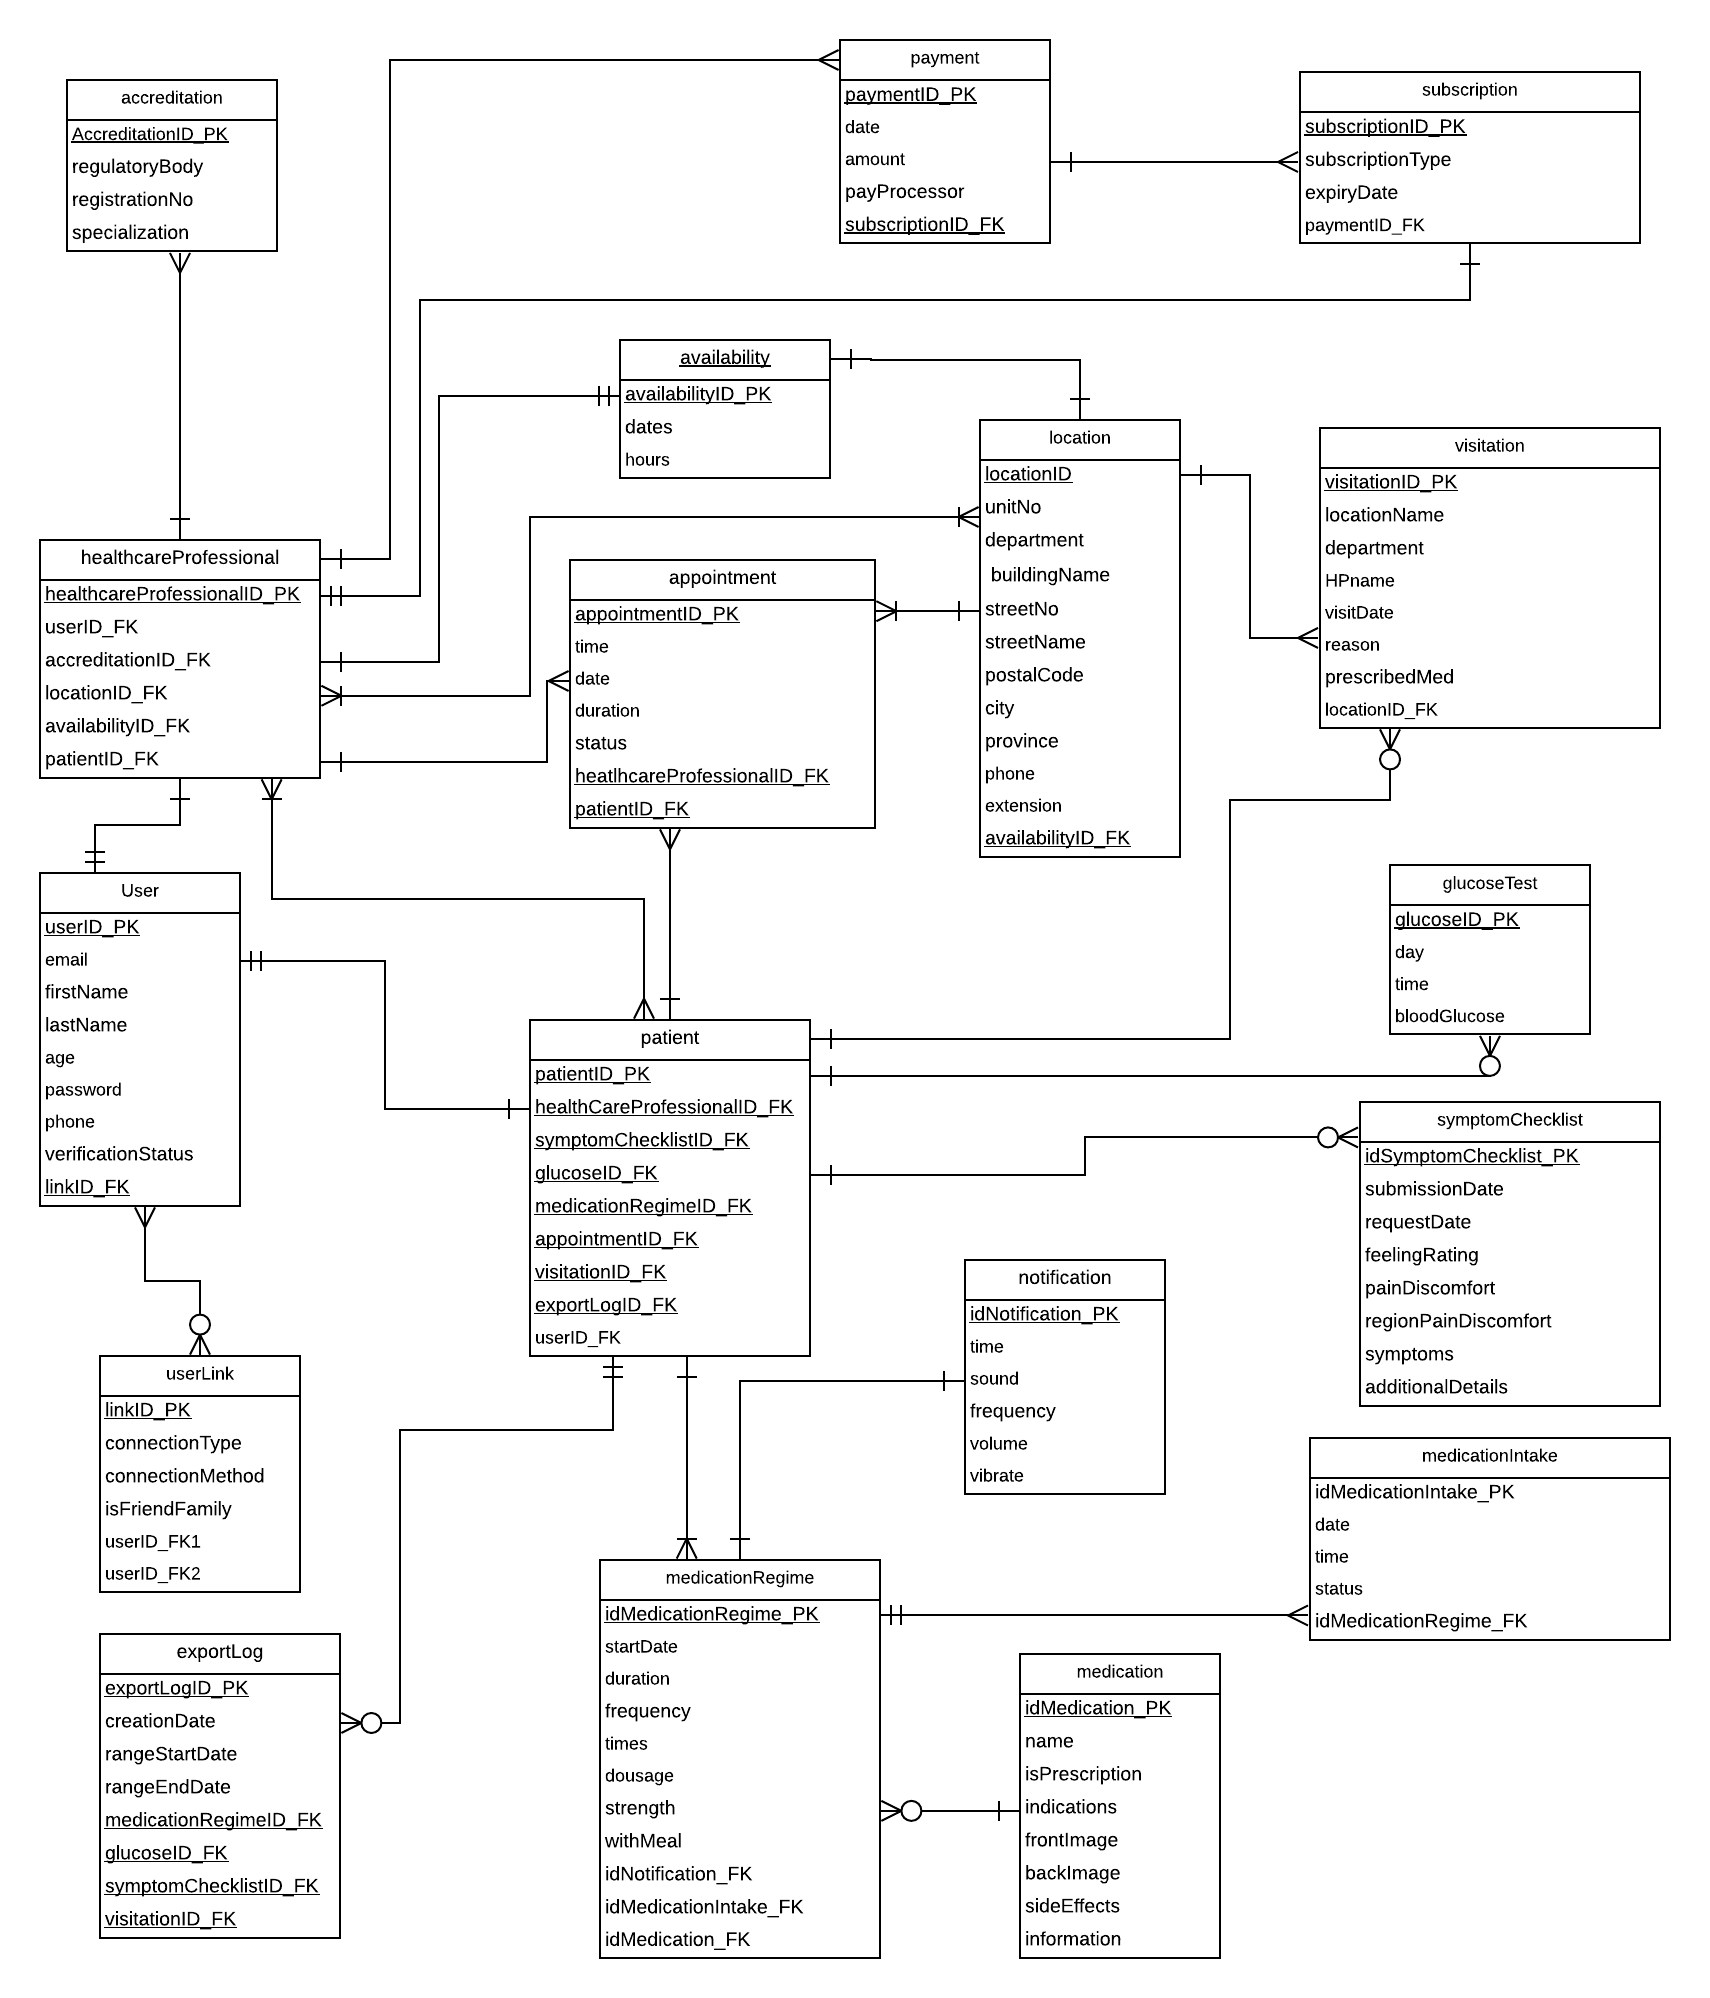 payment
paymentID_PK
date
amount
payProcessor
subscriptionID_FK
subscription
subscriptionID_PK
subscriptionType
expiryDate
paymentID_FK
accreditation
AccreditationID_PK
regulatoryBody
registrationNo
specialization
availability
availabilityID_PK
dates
hours
location
locationID
unitNo
department
buildingName
streetNo
streetName
postalCode
city
province
phone
extension
availabilityID_FK
visitation
visitationID_PK
locationName
department
HPname
visitDate
reason
prescribedMed
locationID_FK
healthcareProfessional
healthcareProfessionalID_PK
userID_FK
accreditationID_FK
locationID_FK
availabilityID_FK
patientID_FK
appointment
appointmentID_PK
time
date
duration
status
heatlhcareProfessionalID_FK
patientID_FK
User
userID_PK
email
firstName
lastName
age
password
phone
verificationStatus
linkID_FK
glucoseTest
glucoseID_PK
day
time
bloodGlucose
patient
patientID_PK
healthCareProfessionalID_FK
symptomChecklistID_FK
glucoseID_FK
medicationRegimeID_FK
appointmentID_FK
visitationID_FK
exportLogID_FK
userID_FK
symptomChecklist
idSymptomChecklist_PK
submissionDate
requestDate
feelingRating
painDiscomfort
regionPainDiscomfort
symptoms
additionalDetails
notification
idNotification_PK
time
sound
frequency
volume
vibrate
userLink
linkID_PK
connectionType
connectionMethod
isFriendFamily
userID_FK1
userID_FK2
medicationIntake
idMedicationIntake_PK
date
time
status
idMedicationRegime_FK
medicationRegime
idMedicationRegime_PK
startDate
duration
frequency
times
dousage
strength
withMeal
idNotification_FK
idMedicationIntake_FK
idMedication_FK
exportLog
exportLogID_PK
creationDate
rangeStartDate
rangeEndDate
medicationRegimeID_FK
glucoseID_FK
symptomChecklistID_FK
visitationID_FK
medication
idMedication_PK
name
isPrescription
indications
frontImage
backImage
sideEffects
information